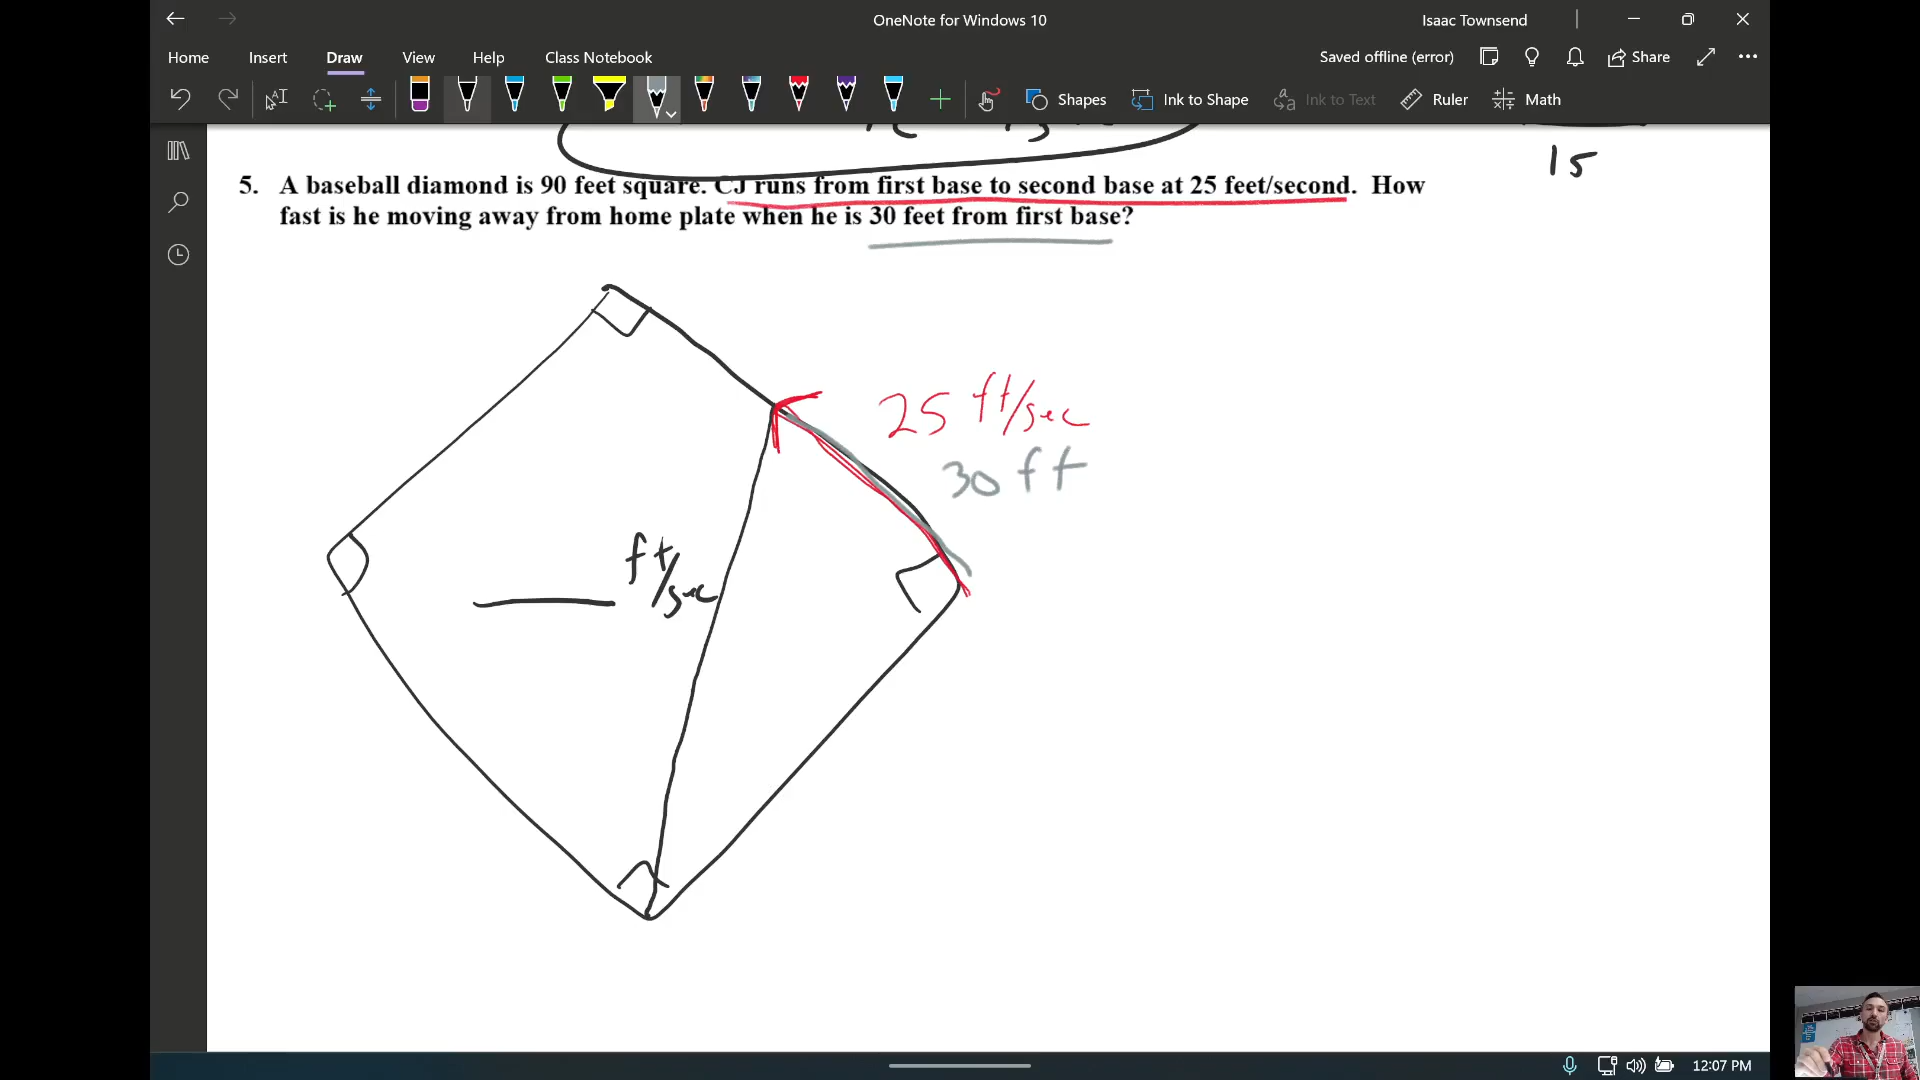 OneNote for Windows 10
Isaac Townsend
Home Insert Draw View Help Class Notebook
Saved offline (error) Share
Shapes Ink to Shape Ink to Text Ruler Math
15
5. A baseball diamond is 90 feet square. CJ runs from first base to second base at 25 feet/second. How
fast is he moving away from home plate when he is 30 feet from first base?
25 ft/sec
30 ft
ft/sec
12:07 PM